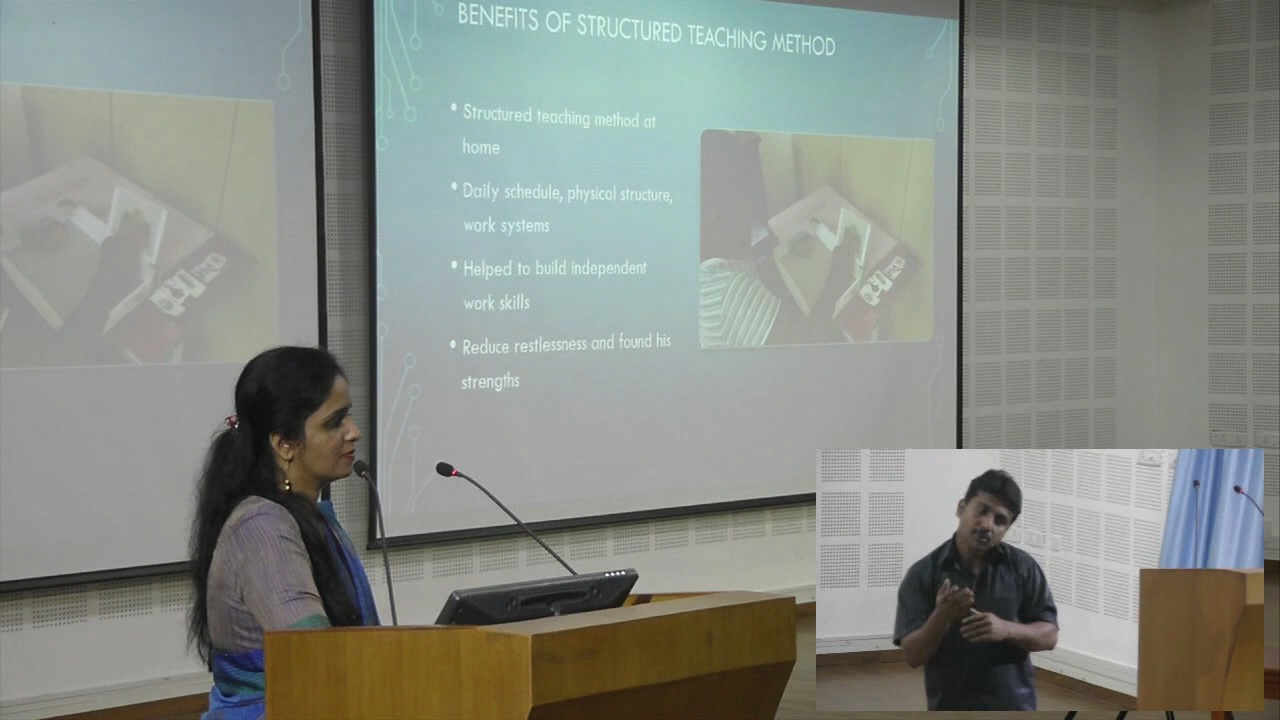 BENEFITS OF STRUCTURED TEACHING METHOD
• Structured teaching method at
home
• Daily schedule, physical structure,
work systems
• Helped to build independent
work skills
• Reduce restlessness and found his
strengths